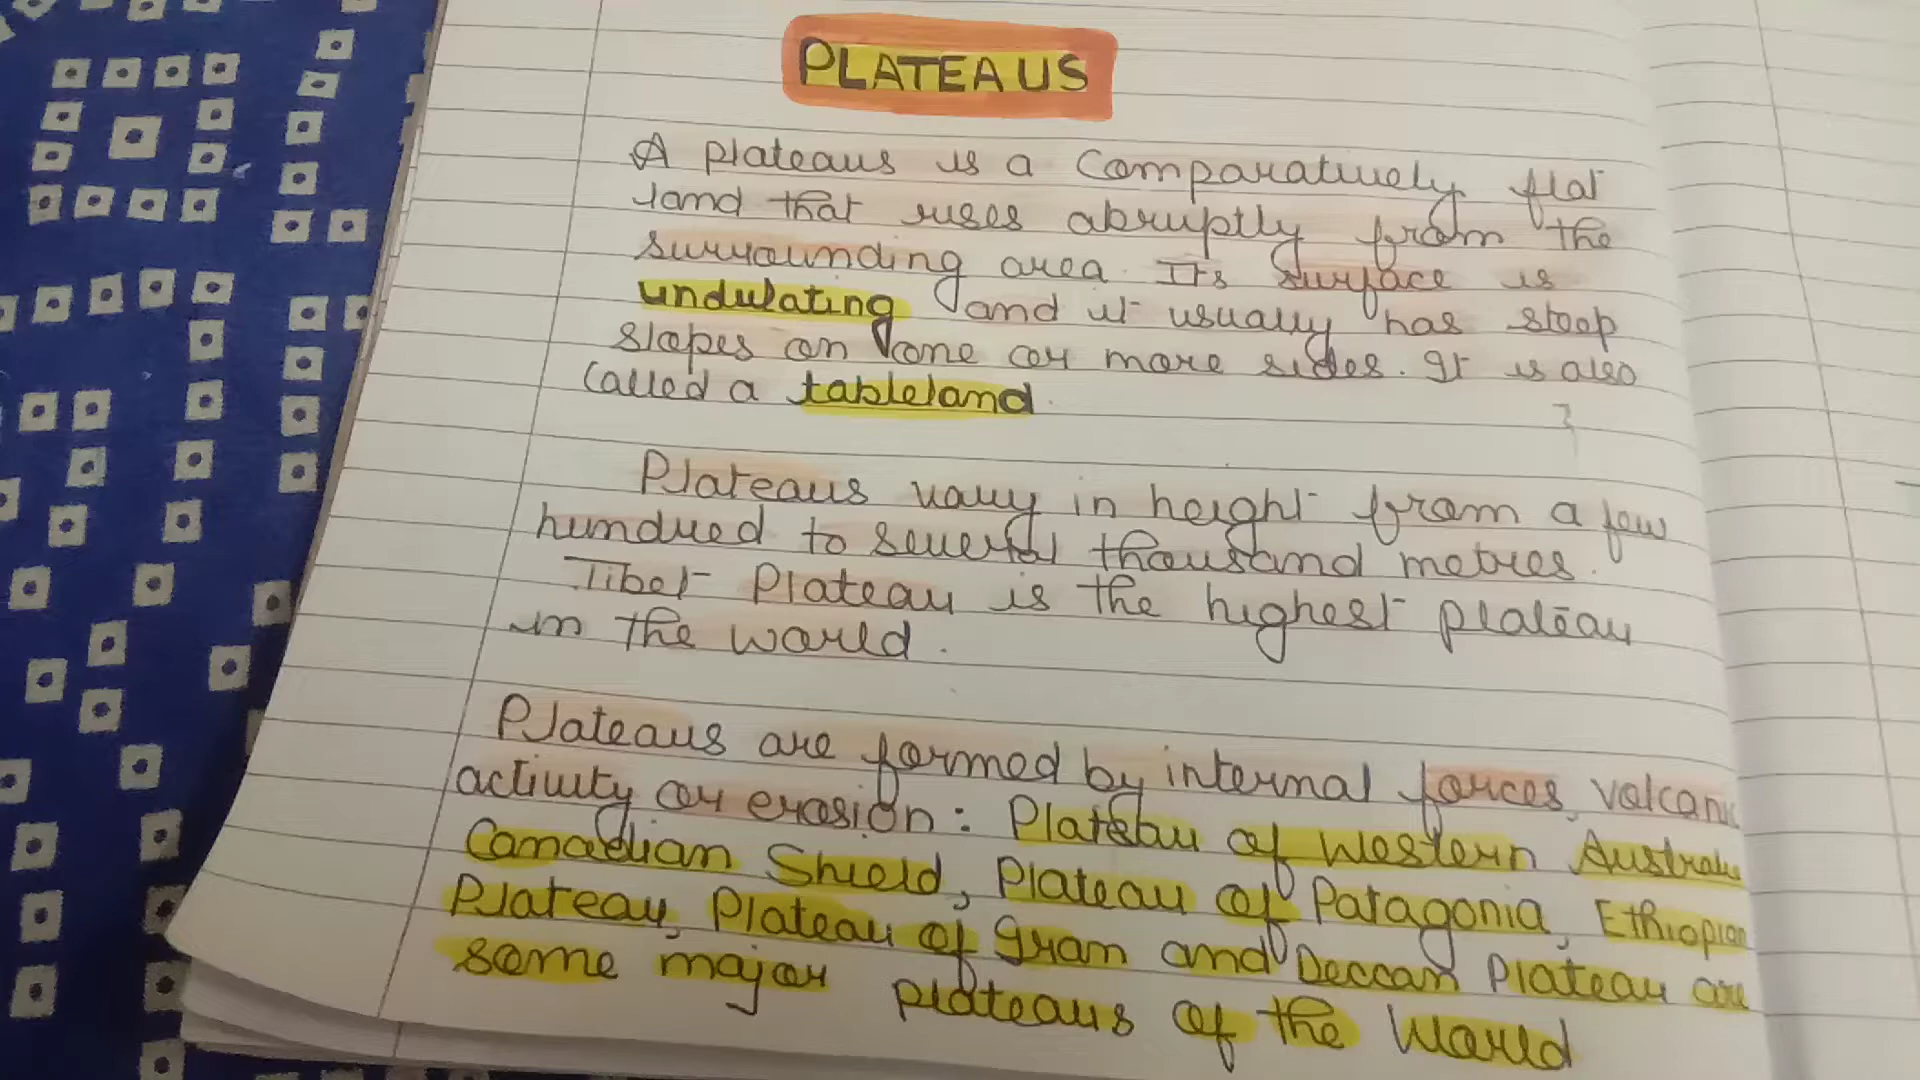 PLATEAUS
A plateaus is a Comparatively flat
land that rises abruptly from the
surrounding area. Its surface is
undulating and it usually has steep
slopes on one or more sides. It is also
called a tableland.
Plateaus vary in height from a few
hundred to several thousand metres.
Tibet Plateau is the highest plateau
in the world.
Plateaus are formed by internal forces, volcanic
activity or erosion: Plateau of Western Australia
Canadian Shield, Plateau of Patagonia, Ethiopian
Plateau, Plateau of Iran and Deccan Plateau are
some major plateaus of the World